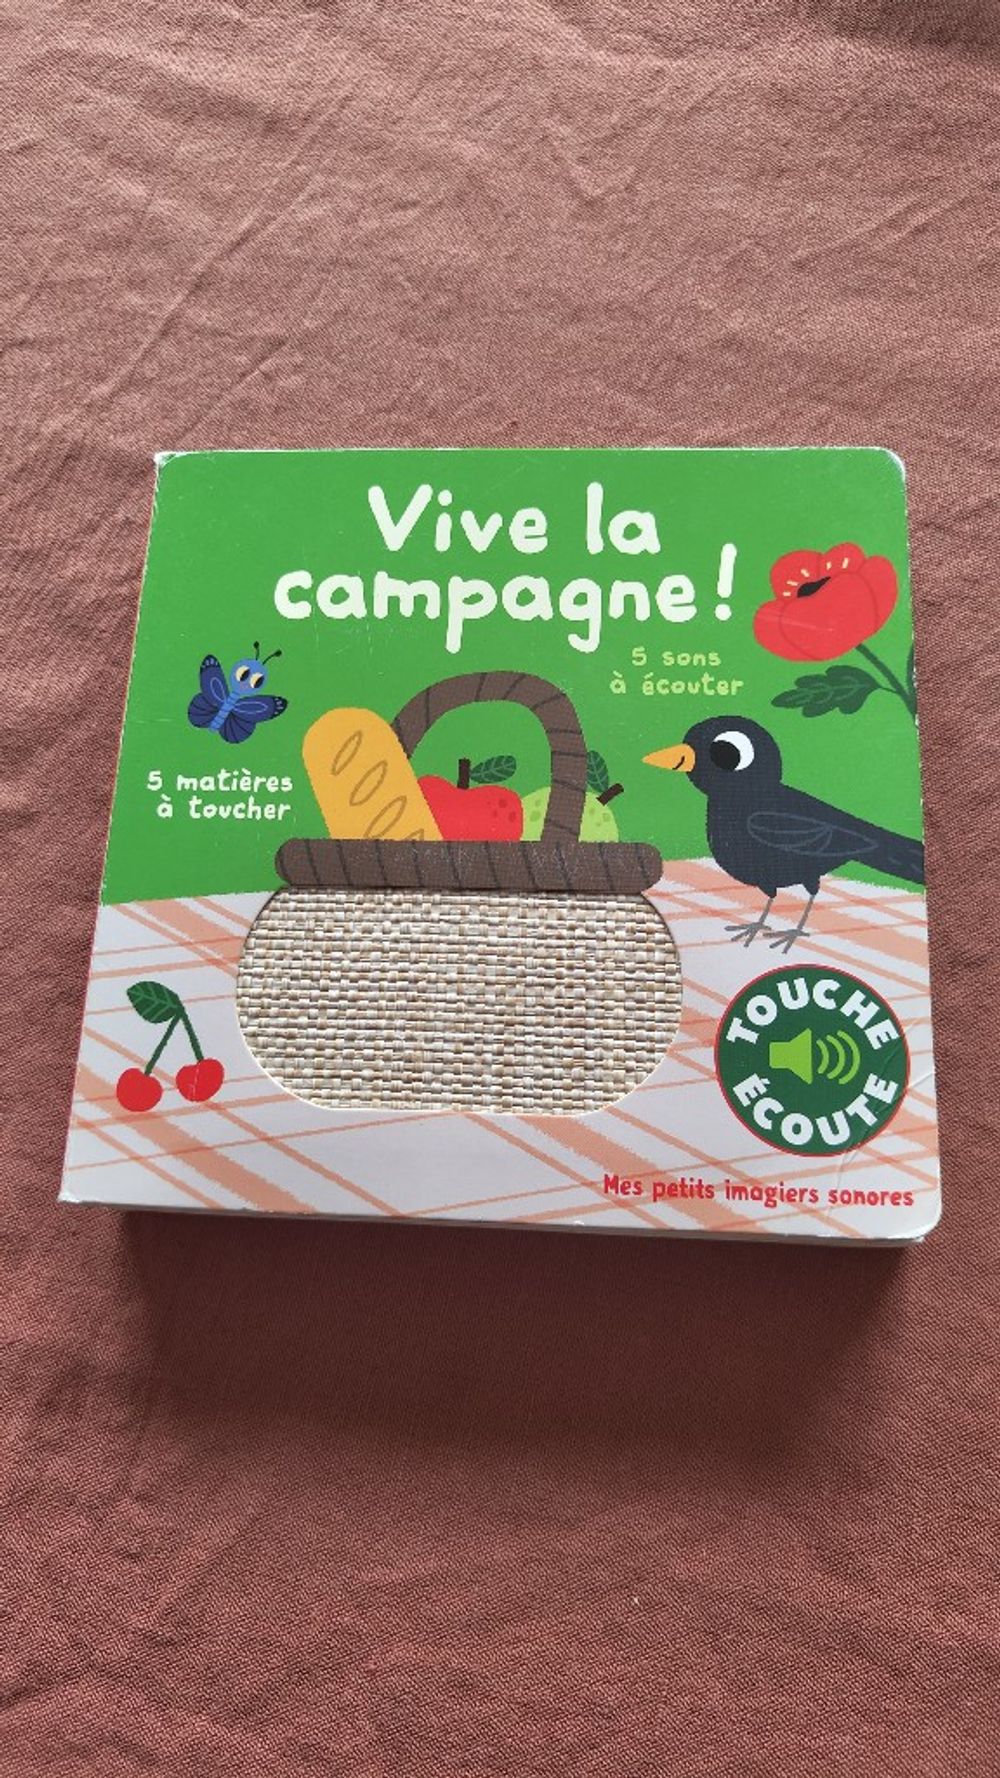 Vive la
campagne!
5 sons
à écouter
5 matières
à toucher
TOUCHE
ÉCOUTE
Mes petits imagiers sonores